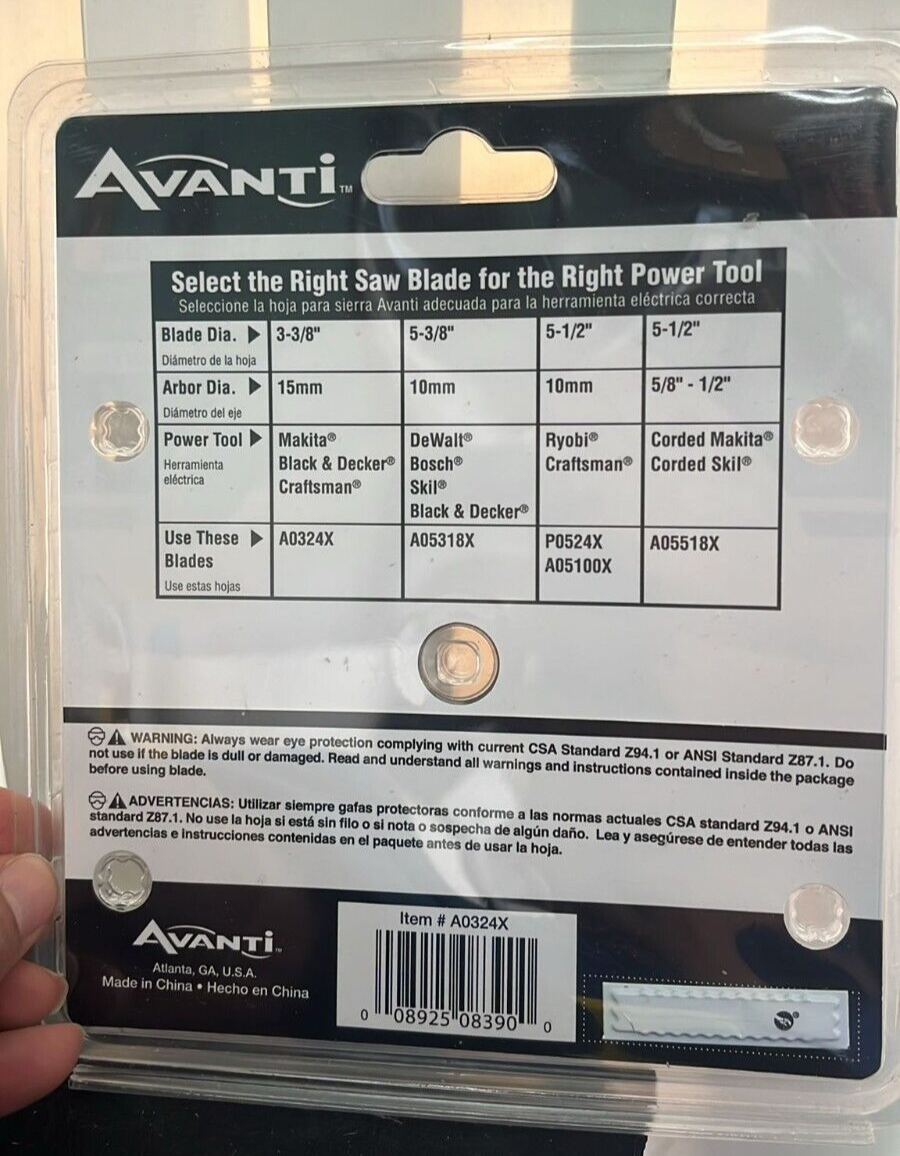 AVANTI™
Select the Right Saw Blade for the Right Power Tool
Seleccione la hoja para sierra Avanti adecuada para la herramienta eléctrica correcta
Blade Dia. ▶ 3-3/8" 5-3/8" 5-1/2" 5-1/2"
Diámetro de la hoja
Arbor Dia. ▶ 15mm 10mm 10mm 5/8" - 1/2"
Diámetro del eje
Power Tool ▶ Makita® DeWalt® Ryobi® Corded Makita®
Herramienta Black & Decker® Bosch® Craftsman® Corded Skil®
eléctrica Craftsman® Skil®
Black & Decker®
Use These ▶ A0324X A05318X P0524X A05518X
Blades A05100X
Use estas hojas
WARNING: Always wear eye protection complying with current CSA Standard Z94.1 or ANSI Standard Z87.1. Do
not use if the blade is dull or damaged. Read and understand all warnings and instructions contained inside the package
before using blade.
ADVERTENCIAS: Utilizar siempre gafas protectoras conforme a las normas actuales CSA standard Z94.1 o ANSI
standard Z87.1. No use la hoja si está sin filo o si nota o sospecha de algún daño. Lea y asegúrese de entender todas las
advertencias e instrucciones contenidas en el paquete antes de usar la hoja.
AVANTI™
Atlanta, GA, U.S.A.
Made in China • Hecho en China
Item # A0324X
0 08925 08390 0